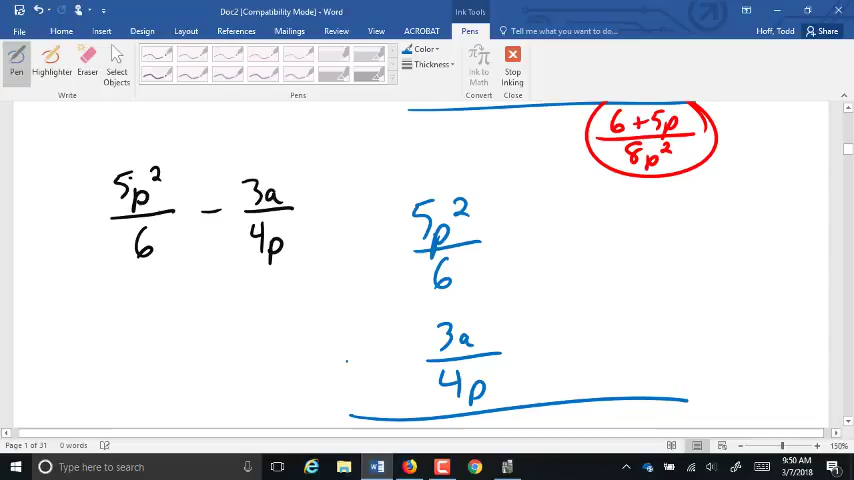 Doc2 [Compatibility Mode] - Word
Ink Tools
Hoff, Todd
File Home Insert Draw Design Layout References Mailings Review View ACROBAT Pens Tell me what you want to do... Share
Pen Highlighter Eraser Select Objects
Color
Thickness
Ink to Math
Stop Inking
Write Pens Convert Close
6 + 5p
8p²
5p²/6 − 3a/4p
5p²
6
3a
4p
Page 1 of 31 0 words
150%
Type here to search
9:50 AM
3/7/2018